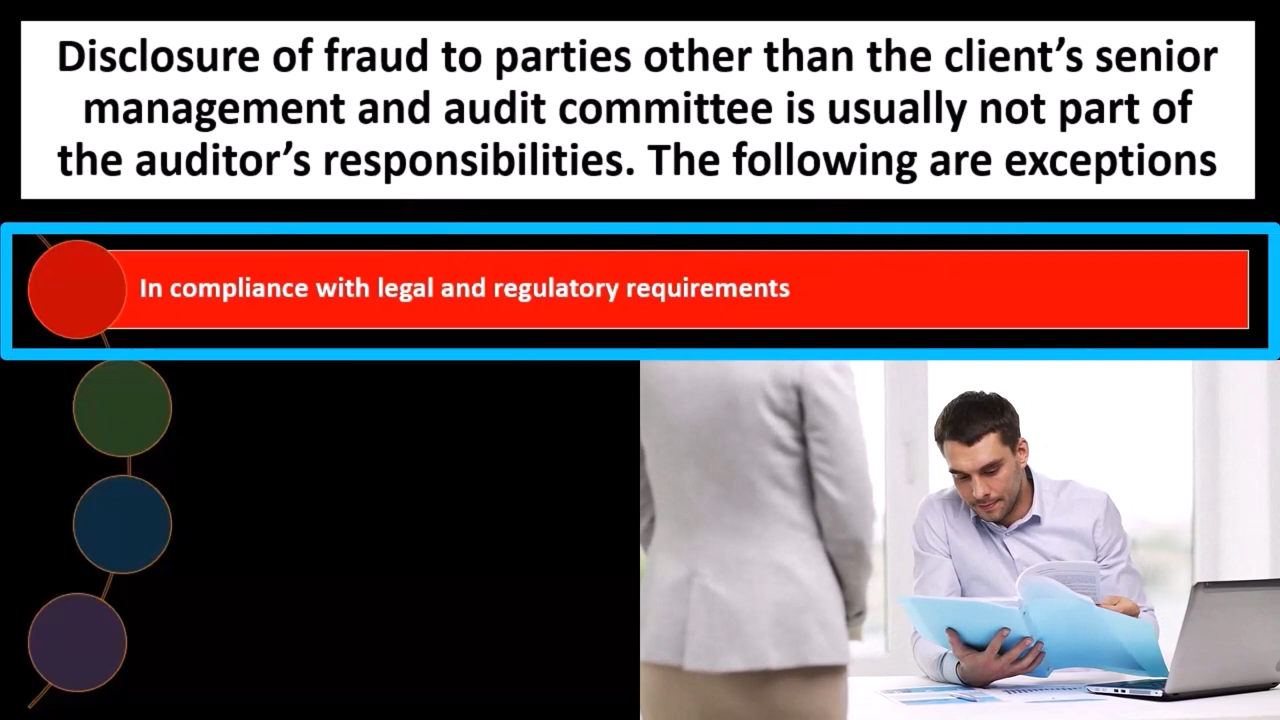 Disclosure of fraud to parties other than the client’s senior
management and audit committee is usually not part of
the auditor’s responsibilities. The following are exceptions
In compliance with legal and regulatory requirements